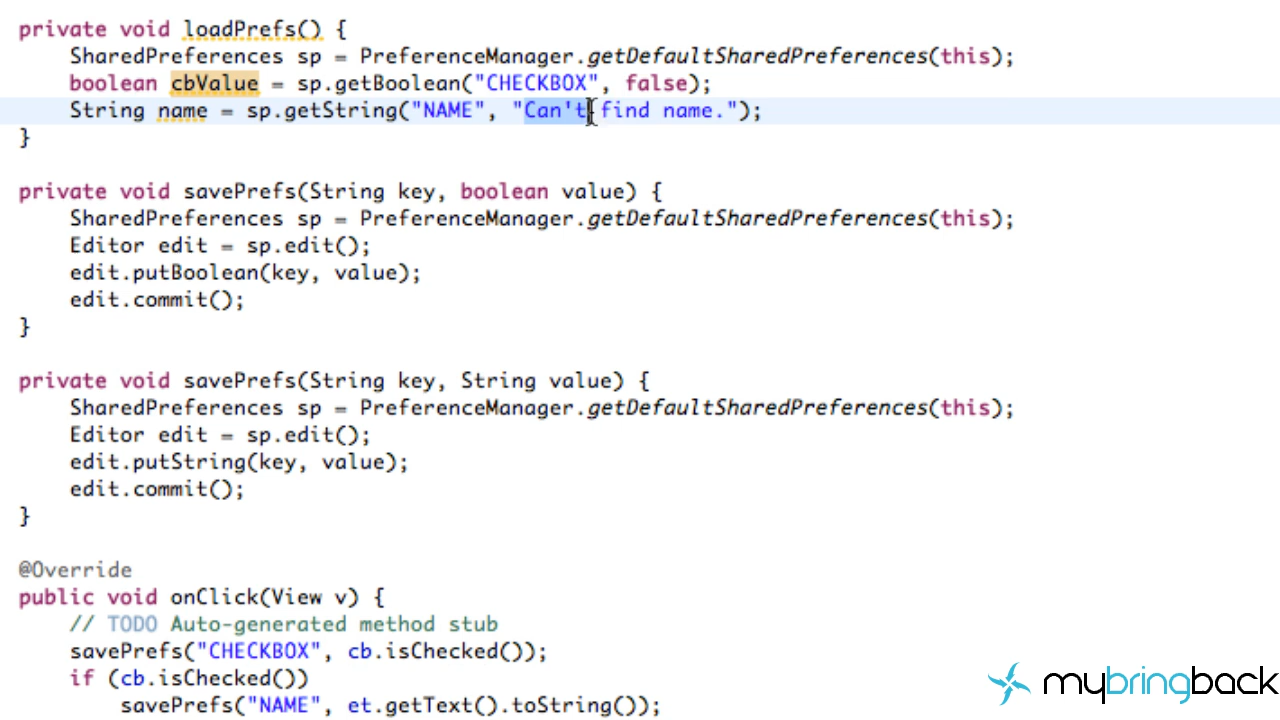 private void loadPrefs() {
SharedPreferences sp = PreferenceManager.getDefaultSharedPreferences(this);
boolean cbValue = sp.getBoolean("CHECKBOX", false);
String name = sp.getString("NAME", "Can't find name.");
}
private void savePrefs(String key, boolean value) {
SharedPreferences sp = PreferenceManager.getDefaultSharedPreferences(this);
Editor edit = sp.edit();
edit.putBoolean(key, value);
edit.commit();
}
private void savePrefs(String key, String value) {
SharedPreferences sp = PreferenceManager.getDefaultSharedPreferences(this);
Editor edit = sp.edit();
edit.putString(key, value);
edit.commit();
}
@Override
public void onClick(View v) {
// TODO Auto-generated method stub
savePrefs("CHECKBOX", cb.isChecked());
if (cb.isChecked())
savePrefs("NAME", et.getText().toString());
mybringback